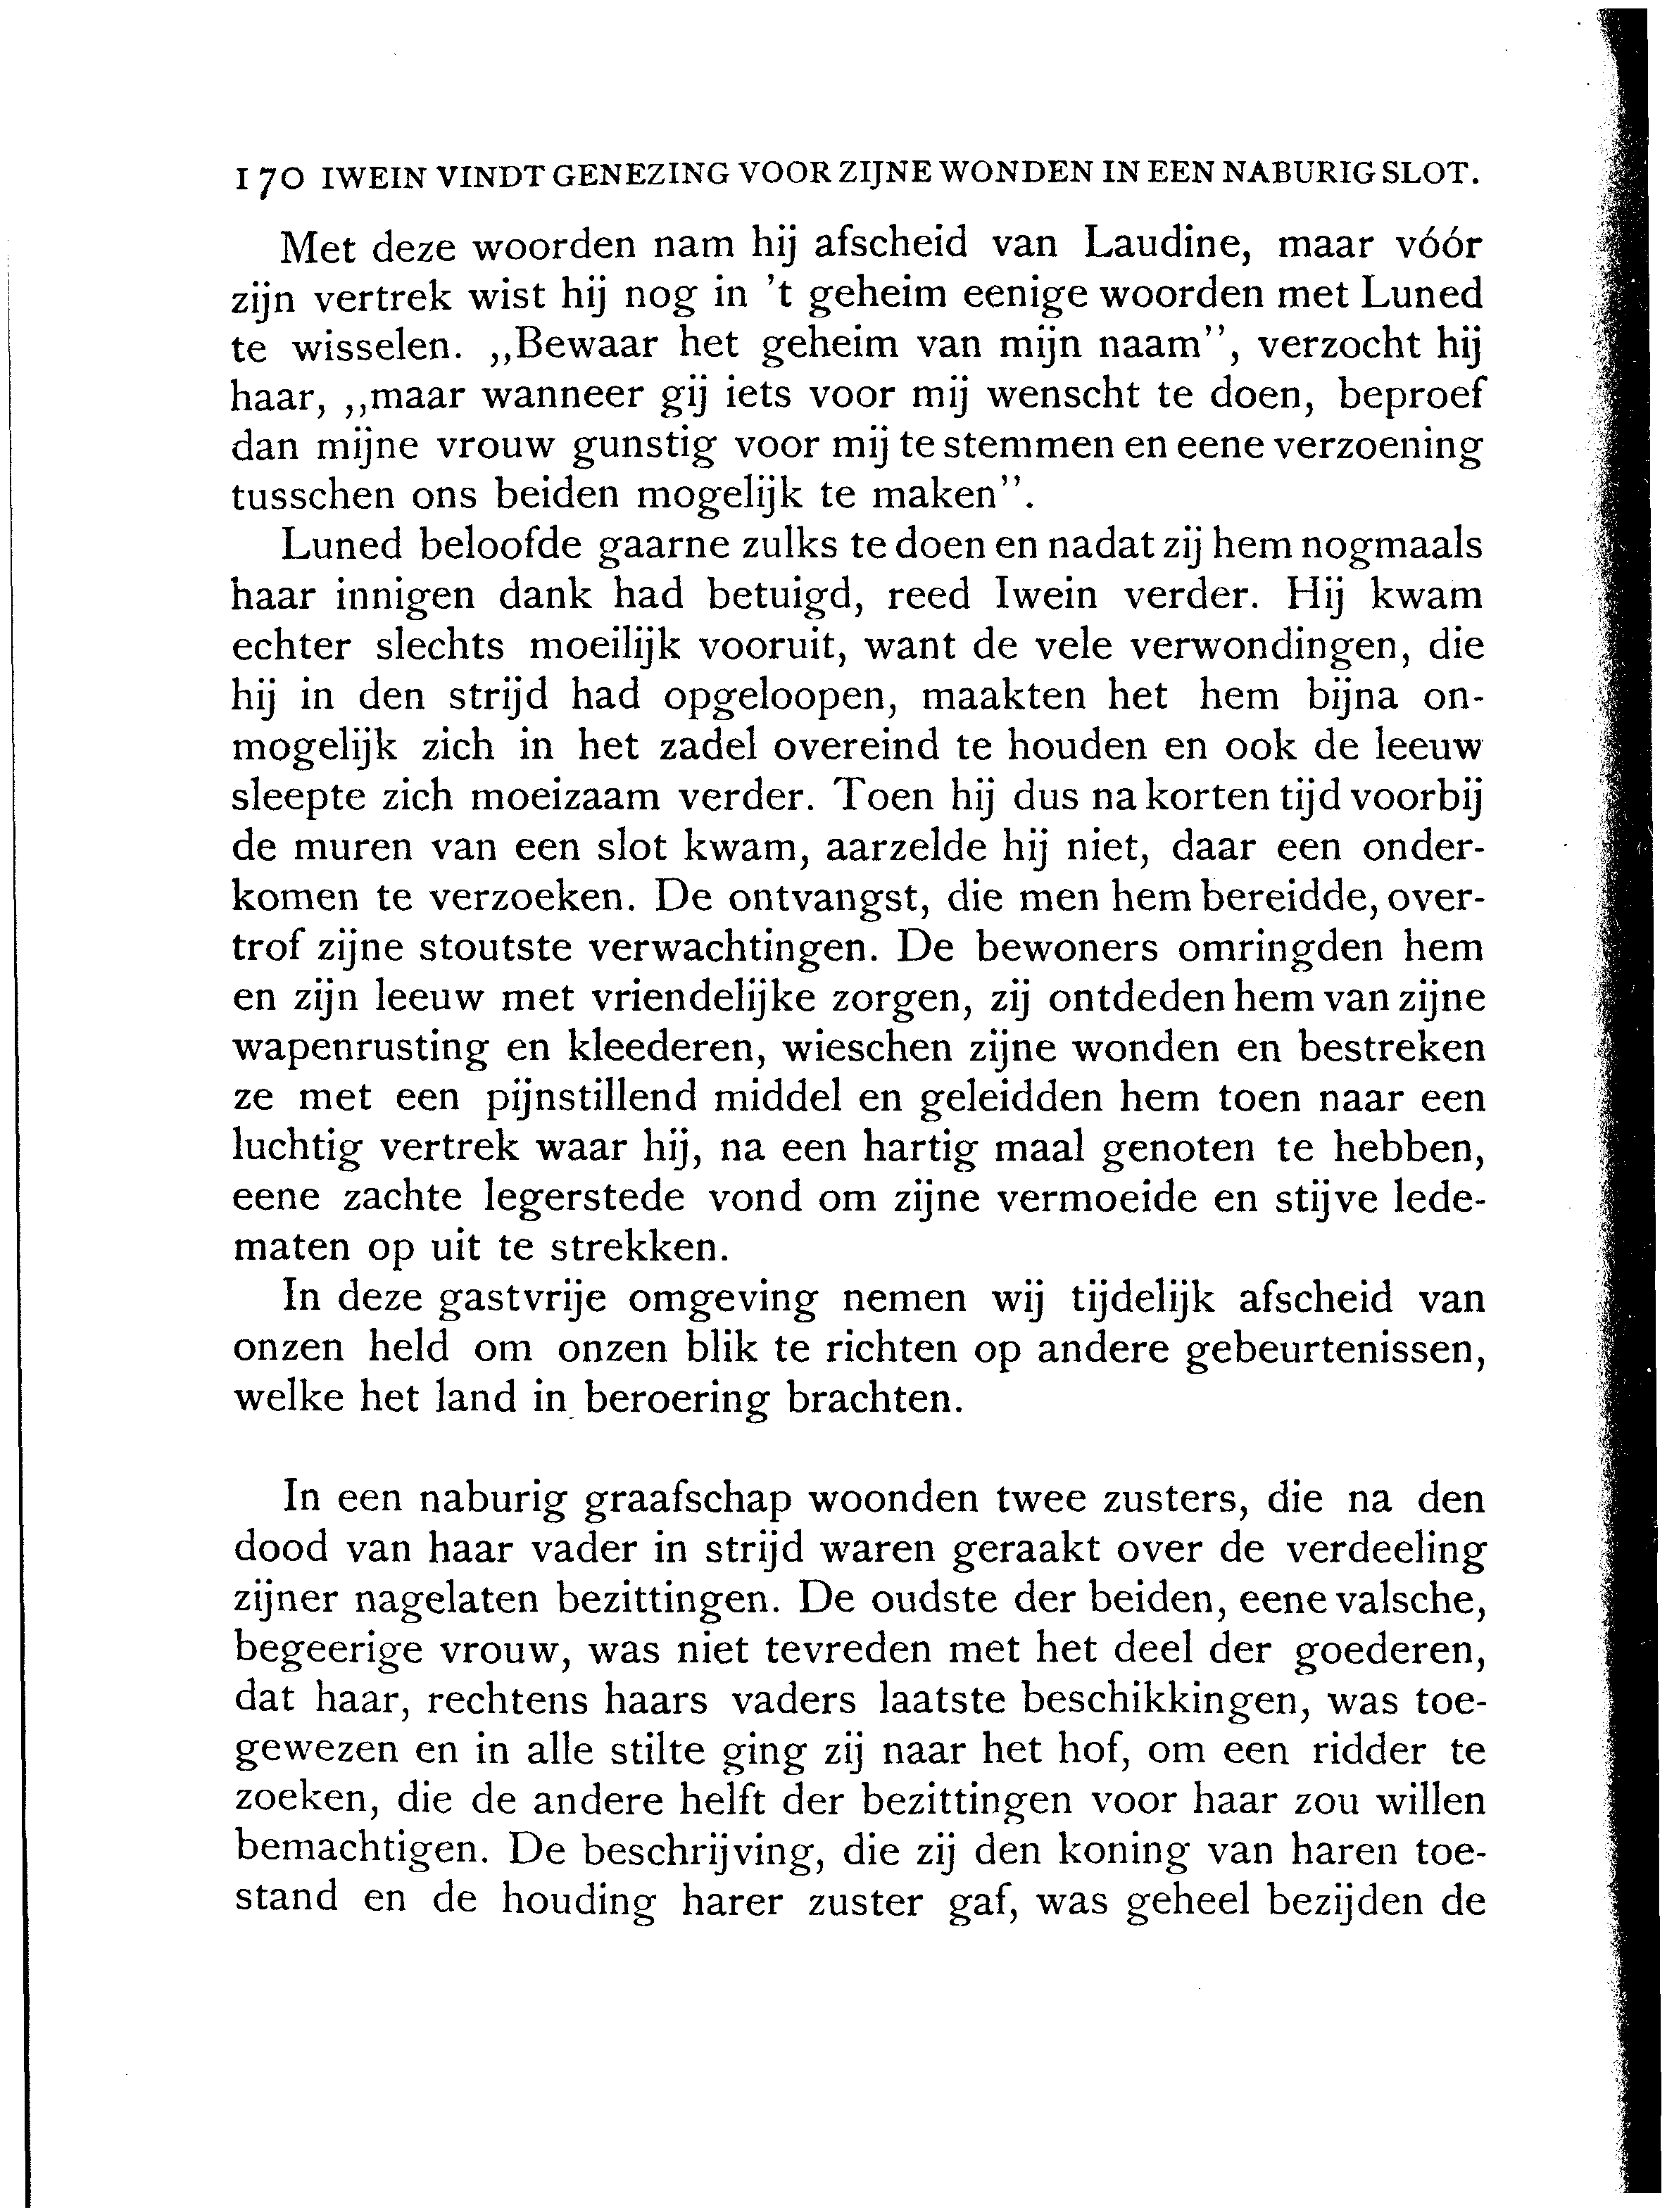 170 IWEIN VINDT GENEZING VOOR ZIJNE WONDEN IN EEN NABURIG SLOT.
Met deze woorden nam hij afscheid van Laudine, maar vóór
zijn vertrek wist hij nog in 't geheim eenige woorden met Luned
te wisselen. ,,Bewaar het geheim van mijn naam'', verzocht hij
haar, ,,maar wanneer gij iets voor mij wenscht te doen, beproef
dan mijne vrouw gunstig voor mij te stemmen en eene verzoening
tusschen ons beiden mogelijk te maken''.
Luned beloofde gaarne zulks te doen en nadat zij hem nogmaals
haar innigen dank had betuigd, reed Iwein verder. Hij kwam
echter slechts moeilijk vooruit, want de vele verwondingen, die
hij in den strijd had opgeloopen, maakten het hem bijna on-
mogelijk zich in het zadel overeind te houden en ook de leeuw
sleepte zich moeizaam verder. Toen hij dus na korten tijd voorbij
de muren van een slot kwam, aarzelde hij niet, daar een onder-
komen te verzoeken. De ontvangst, die men hem bereidde, over-
trof zijne stoutste verwachtingen. De bewoners omringden hem
en zijn leeuw met vriendelijke zorgen, zij ontdeden hem van zijne
wapenrusting en kleederen, wieschen zijne wonden en bestreken
ze met een pijnstillend middel en geleidden hem toen naar een
luchtig vertrek waar hij, na een hartig maal genoten te hebben,
eene zachte legerstede vond om zijne vermoeide en stijve lede-
maten op uit te strekken.
In deze gastvrije omgeving nemen wij tijdelijk afscheid van
onzen held om onzen blik te richten op andere gebeurtenissen,
welke het land in beroering brachten.
In een naburig graafschap woonden twee zusters, die na den
dood van haar vader in strijd waren geraakt over de verdeeling
zijner nagelaten bezittingen. De oudste der beiden, eene valsche,
begeerige vrouw, was niet tevreden met het deel der goederen,
dat haar, rechtens haars vaders laatste beschikkingen, was toe-
gewezen en in alle stilte ging zij naar het hof, om een ridder te
zoeken, die de andere helft der bezittingen voor haar zou willen
bemachtigen. De beschrijving, die zij den koning van haren toe-
stand en de houding harer zuster gaf, was geheel bezijden de